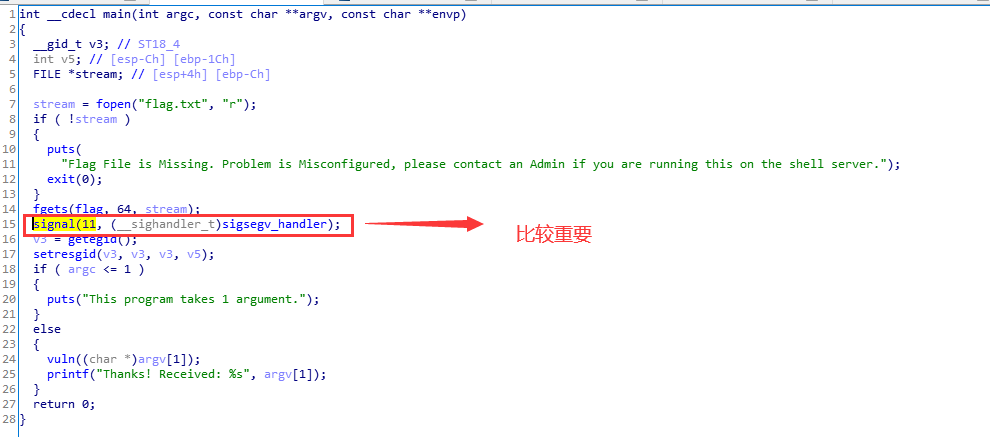 1 int __cdecl main(int argc, const char **argv, const char **envp)
2 {
3 __gid_t v3; // ST18_4
4 int v5; // [esp-Ch] [ebp-1Ch]
5 FILE *stream; // [esp+4h] [ebp-Ch]
6
7 stream = fopen("flag.txt", "r");
8 if ( !stream )
9 {
10 puts(
11 "Flag File is Missing. Problem is Misconfigured, please contact an Admin if you are running this on the shell server.");
12 exit(0);
13 }
14 fgets(flag, 64, stream);
15 signal(11, (__sighandler_t)sigsegv_handler);
比较重要
16 v3 = getegid();
17 setresgid(v3, v3, v3, v5);
18 if ( argc <= 1 )
19 {
20 puts("This program takes 1 argument.");
21 }
22 else
23 {
24 vuln((char *)argv[1]);
25 printf("Thanks! Received: %s", argv[1]);
26 }
27 return 0;
28 }